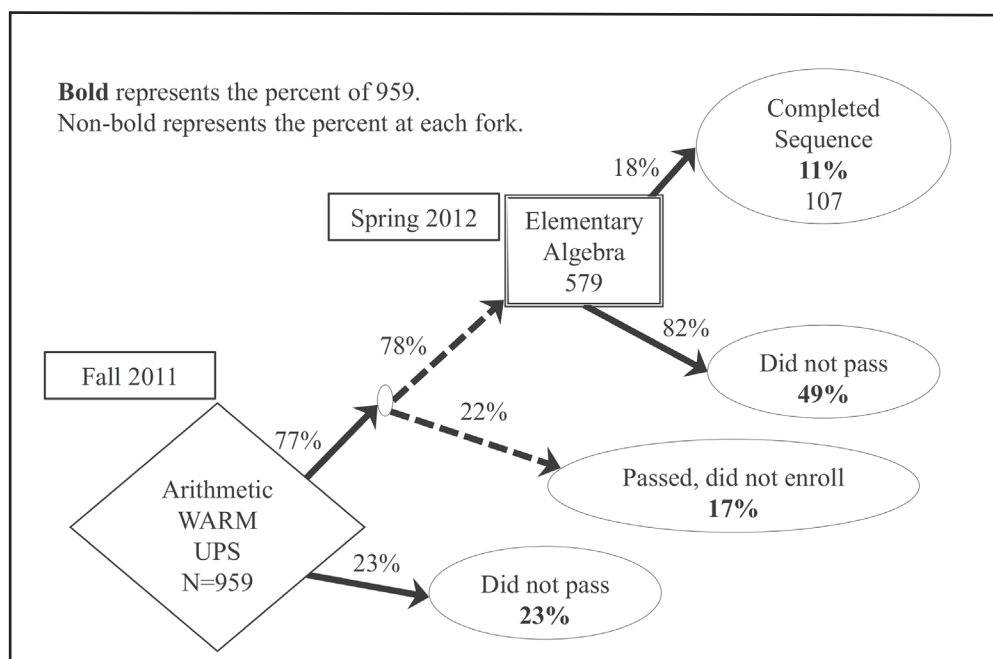 Bold represents the percent of 959.
Non-bold represents the percent at each fork.
Completed
Sequence
11%
107
18%
Spring 2012
Elementary
Algebra
579
82%
Did not pass
49%
78%
Fall 2011
22%
77%
Passed, did not enroll
17%
Arithmetic
WARM
UPS
N=959
23%
Did not pass
23%